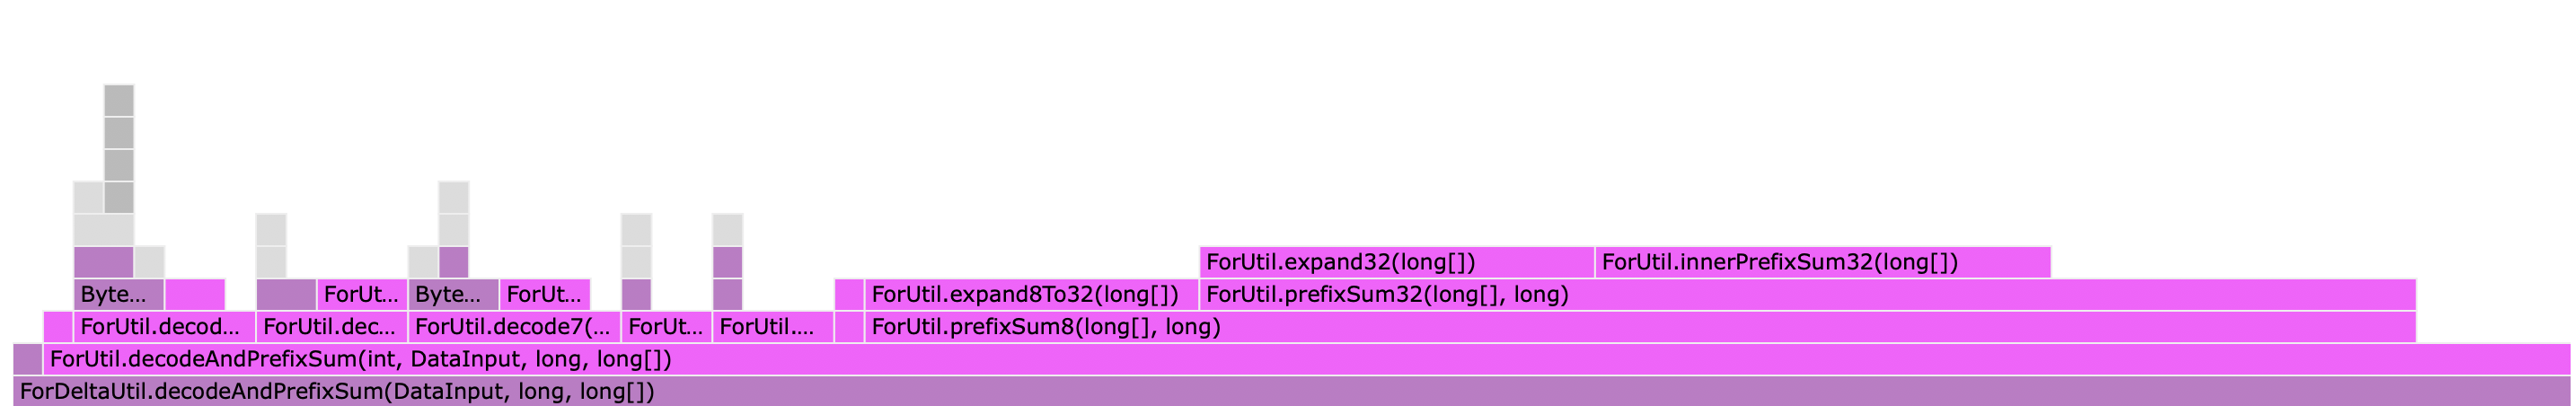 ForUtil.expand32(long[]) ForUtil.innerPrefixSum32(long[])
Byte... ForUt... Byte... ForUt... ForUtil.expand8To32(long[]) ForUtil.prefixSum32(long[], long)
ForUtil.decod... ForUtil.dec... ForUtil.decode7(... ForUt... ForUtil.... ForUtil.prefixSum8(long[], long)
ForUtil.decodeAndPrefixSum(int, DataInput, long, long[])
ForDeltaUtil.decodeAndPrefixSum(DataInput, long, long[])